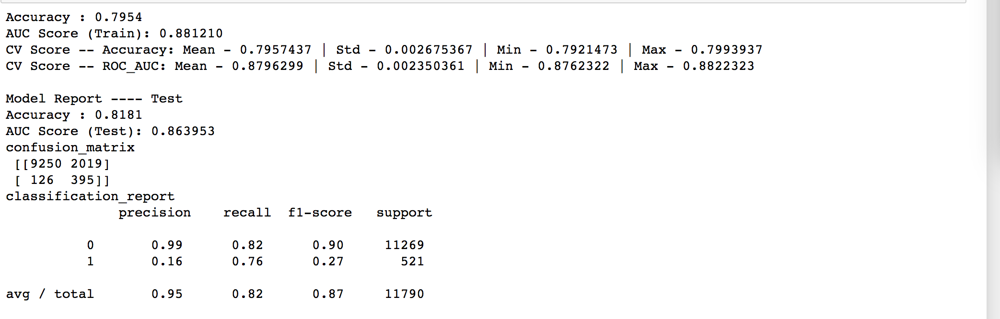 Accuracy : 0.7954
AUC Score (Train): 0.881210
CV Score -- Accuracy: Mean - 0.7957437 | Std - 0.002675367 | Min - 0.7921473 | Max - 0.7993937
CV Score -- ROC_AUC: Mean - 0.8796299 | Std - 0.002350361 | Min - 0.8762322 | Max - 0.8822323
Model Report ---- Test
Accuracy : 0.8181
AUC Score (Test): 0.863953
confusion_matrix
[[9250 2019]
[ 126 395]]
classification_report
precision recall f1-score support
0 0.99 0.82 0.90 11269
1 0.16 0.76 0.27 521
avg / total 0.95 0.82 0.87 11790